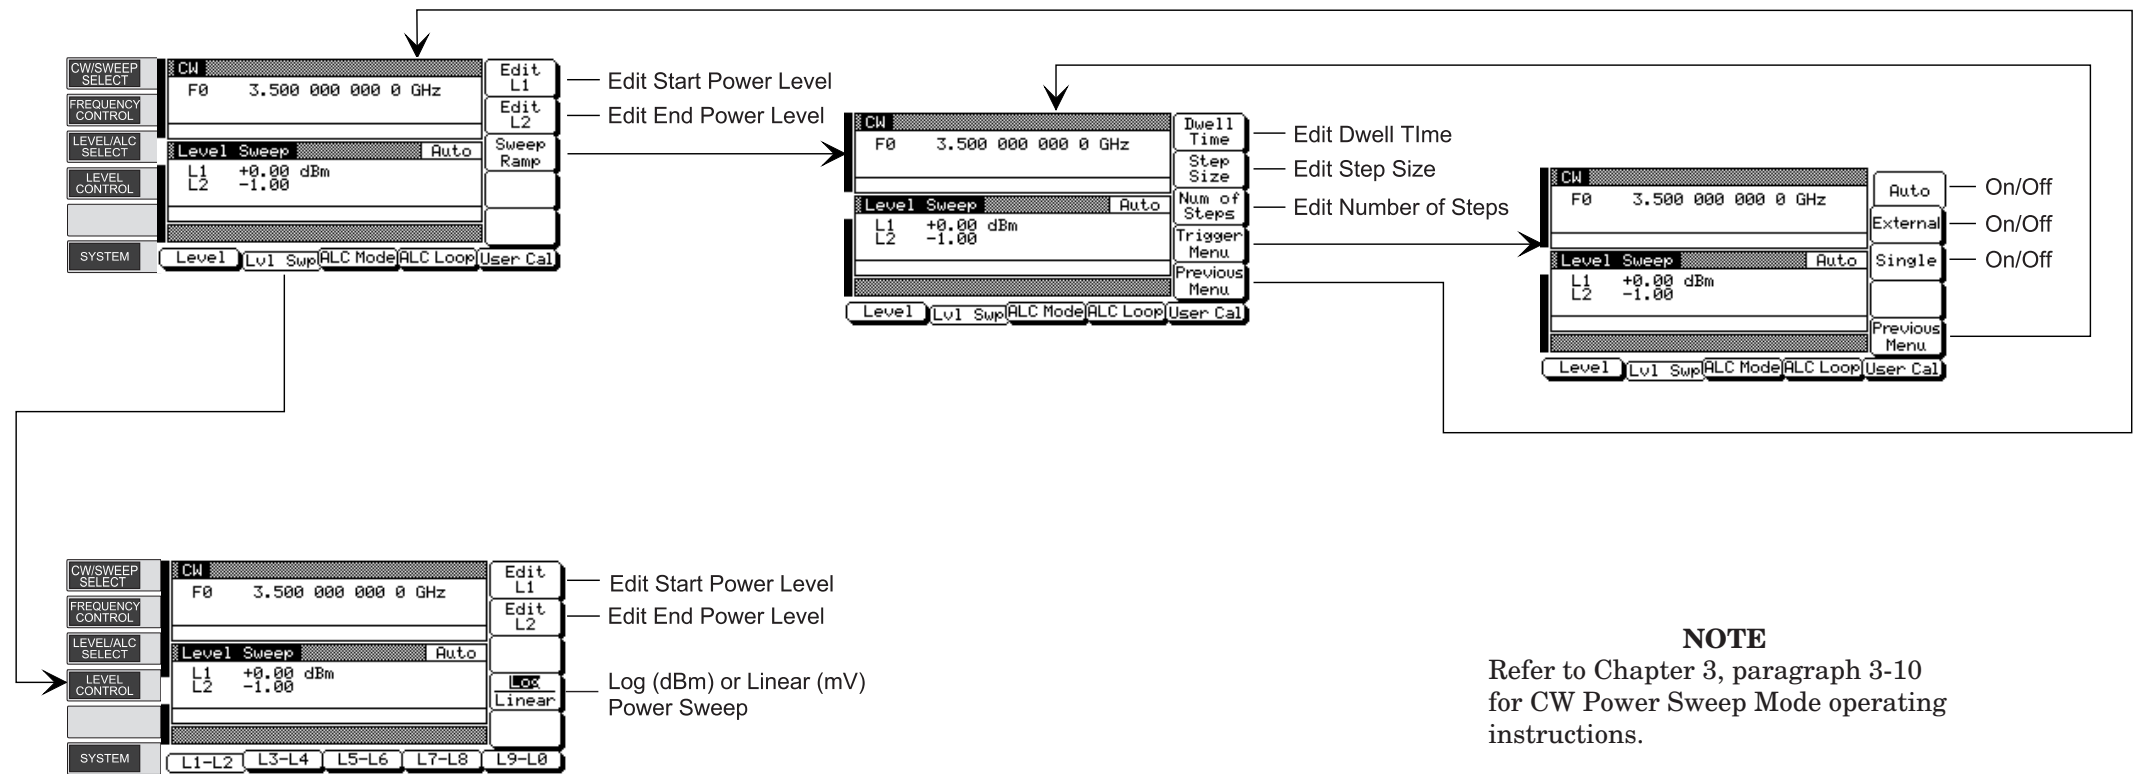 CW/SWEEP
SELECT
FREQUENCY
CONTROL
LEVEL/ALC
SELECT
LEVEL
CONTROL
SYSTEM
CW
F0 3.500 000 000 0 GHz
Level Sweep Auto
L1 +0.00 dBm
L2 -1.00
Edit
L1
Edit
L2
Sweep
Ramp
Level Lvl Swp ALC Mode ALC Loop User Cal
Edit Start Power Level
Edit End Power Level
CW
F0 3.500 000 000 0 GHz
Level Sweep Auto
L1 +0.00 dBm
L2 -1.00
Dwell
Time
Step
Size
Num of
Steps
Trigger
Menu
Previous
Menu
Level Lvl Swp ALC Mode ALC Loop User Cal
Edit Dwell TIme
Edit Step Size
Edit Number of Steps
CW
F0 3.500 000 000 0 GHz
Level Sweep Auto
L1 +0.00 dBm
L2 -1.00
Auto
External
Single
Previous
Menu
Level Lvl Swp ALC Mode ALC Loop User Cal
On/Off
On/Off
On/Off
CW/SWEEP
SELECT
FREQUENCY
CONTROL
LEVEL/ALC
SELECT
LEVEL
CONTROL
SYSTEM
CW
F0 3.500 000 000 0 GHz
Level Sweep Auto
L1 +0.00 dBm
L2 -1.00
Edit
L1
Edit
L2
Log
Linear
L1-L2 L3-L4 L5-L6 L7-L8 L9-L0
Edit Start Power Level
Edit End Power Level
Log (dBm) or Linear (mV)
Power Sweep
NOTE
Refer to Chapter 3, paragraph 3-10
for CW Power Sweep Mode operating
instructions.